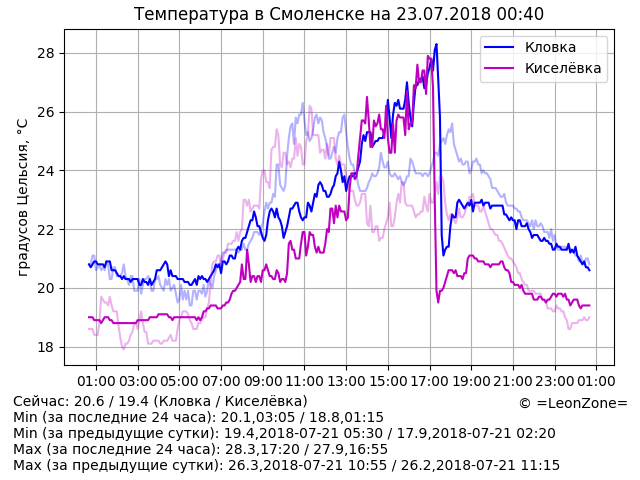 Температура в Смоленске на 23.07.2018 00:40
Кловка
Киселёвка
градусов Цельсия, °C
28
26
24
22
20
18
01:00 03:00 05:00 07:00 09:00 11:00 13:00 15:00 17:00 19:00 21:00 23:00 01:00
Сейчас: 20.6 / 19.4 (Кловка / Киселёвка)
© =LeonZone=
Min (за последние 24 часа): 20.1,03:05 / 18.8,01:15
Min (за предыдущие сутки): 19.4,2018-07-21 05:30 / 17.9,2018-07-21 02:20
Max (за последние 24 часа): 28.3,17:20 / 27.9,16:55
Max (за предыдущие сутки): 26.3,2018-07-21 10:55 / 26.2,2018-07-21 11:15